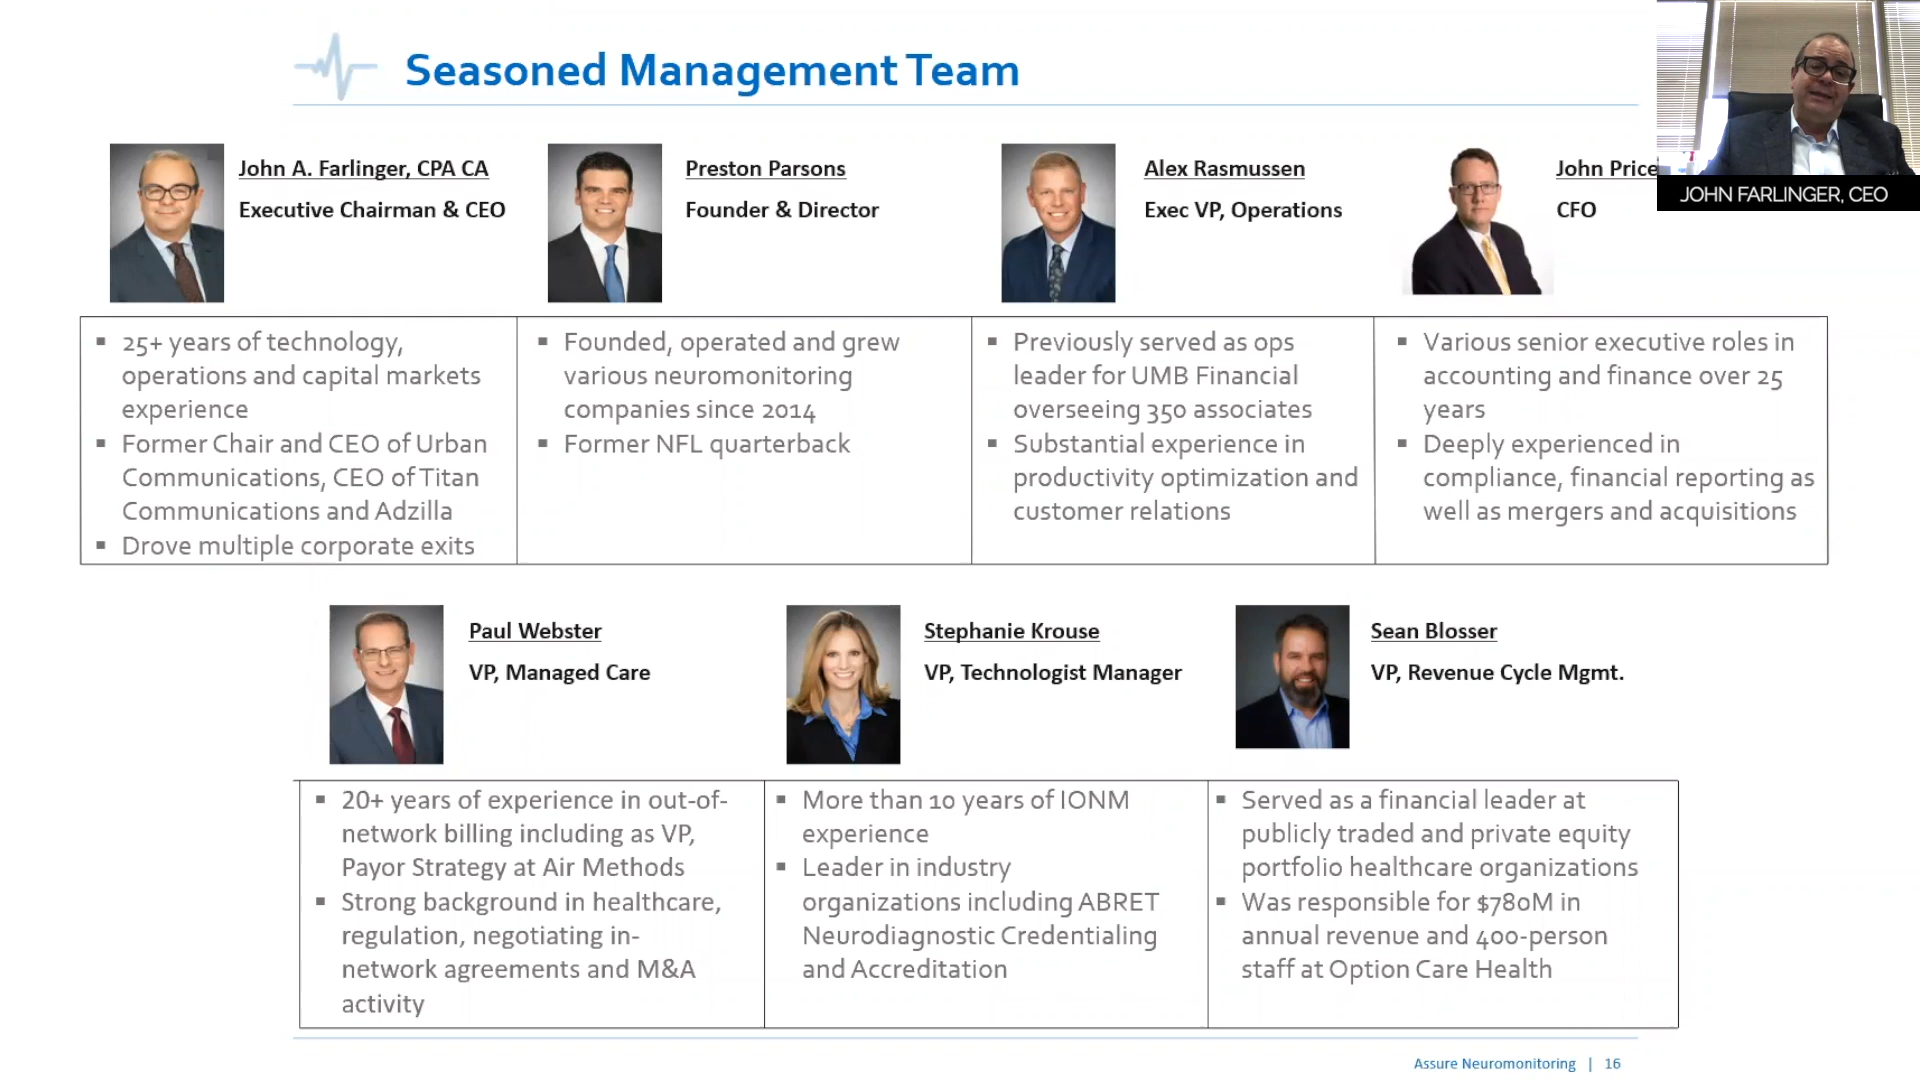 Seasoned Management Team
JOHN FARLINGER, CEO
John A. Farlinger, CPA CA
Executive Chairman & CEO
Preston Parsons
Founder & Director
Alex Rasmussen
Exec VP, Operations
John Price
CFO
▪ 25+ years of technology,
operations and capital markets
experience
▪ Former Chair and CEO of Urban
Communications, CEO of Titan
Communications and Adzilla
▪ Drove multiple corporate exits
▪ Founded, operated and grew
various neuromonitoring
companies since 2014
▪ Former NFL quarterback
▪ Previously served as ops
leader for UMB Financial
overseeing 350 associates
▪ Substantial experience in
productivity optimization and
customer relations
▪ Various senior executive roles in
accounting and finance over 25
years
▪ Deeply experienced in
compliance, financial reporting as
well as mergers and acquisitions
Paul Webster
VP, Managed Care
Stephanie Krouse
VP, Technologist Manager
Sean Blosser
VP, Revenue Cycle Mgmt.
▪ 20+ years of experience in out-of-
network billing including as VP,
Payor Strategy at Air Methods
▪ Strong background in healthcare,
regulation, negotiating in-
network agreements and M&A
activity
▪ More than 10 years of IONM
experience
▪ Leader in industry
organizations including ABRET
Neurodiagnostic Credentialing
and Accreditation
▪ Served as a financial leader at
publicly traded and private equity
portfolio healthcare organizations
▪ Was responsible for $780M in
annual revenue and 400-person
staff at Option Care Health
Assure Neuromonitoring | 16